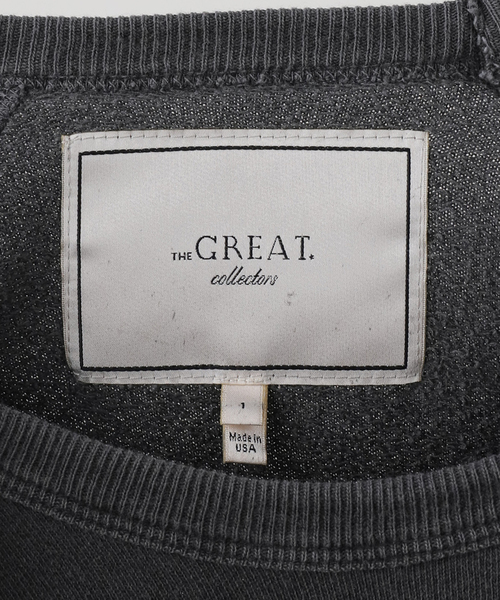 THE GREAT.
collectors
1
Made in
USA